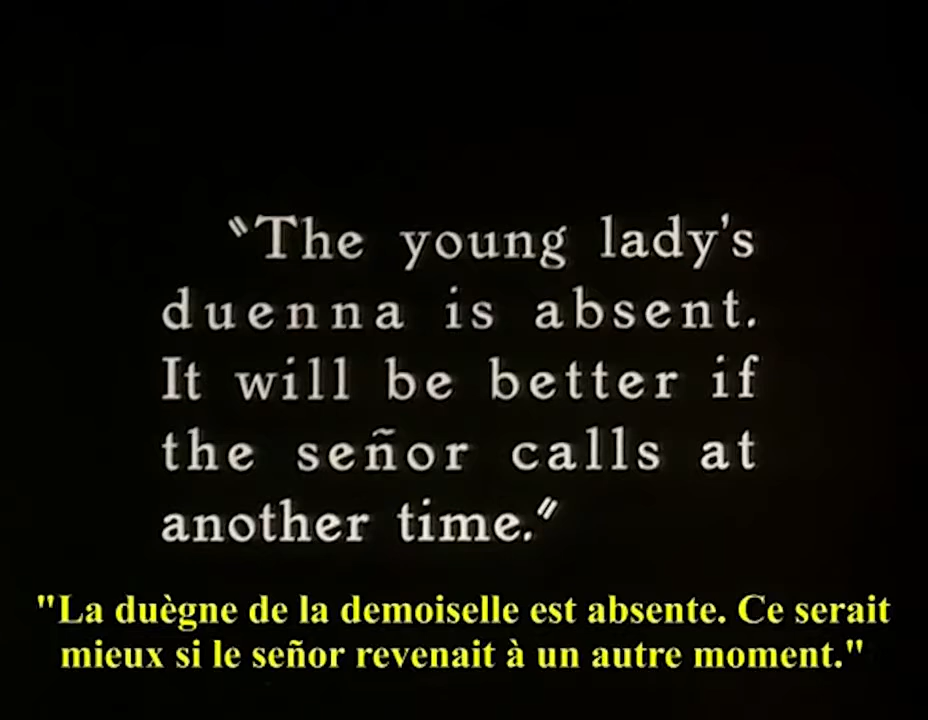 "The young lady's
duenna is absent.
It will be better if
the señor calls at
another time."
"La duègne de la demoiselle est absente. Ce serait
mieux si le señor revenait à un autre moment."